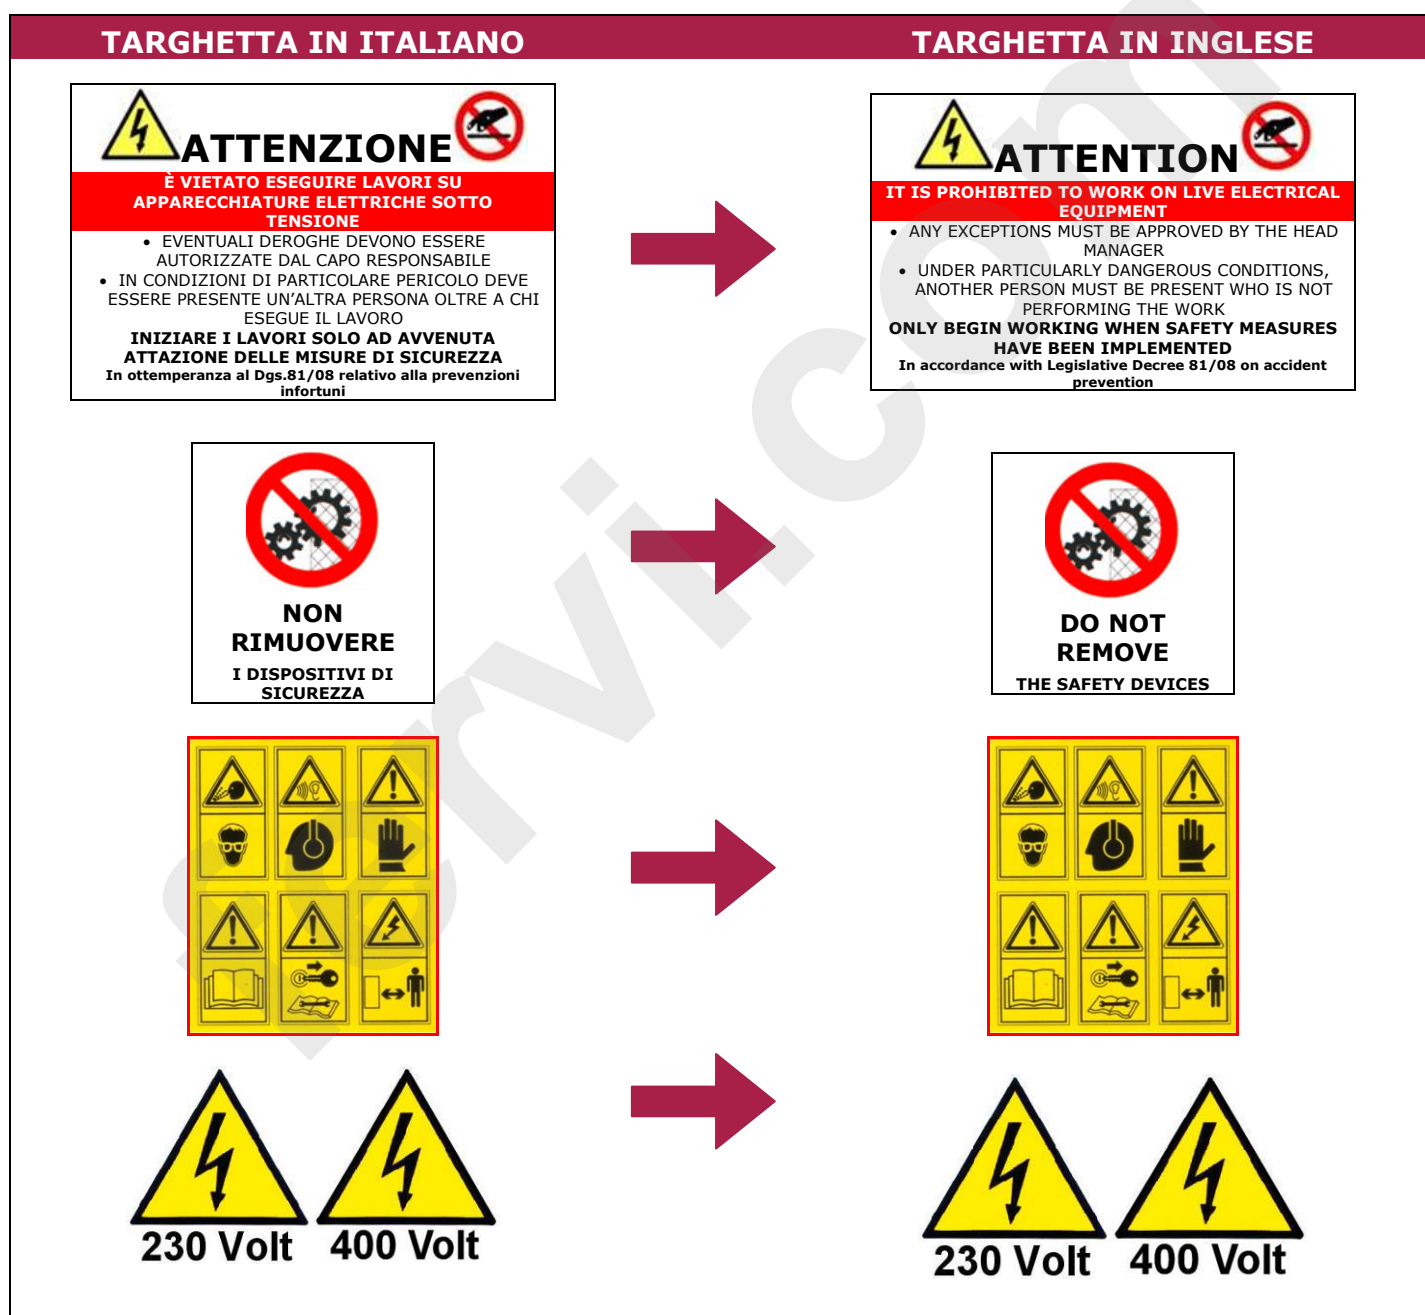 TARGHETTA IN ITALIANO
TARGHETTA IN INGLESE
ATTENZIONE
È VIETATO ESEGUIRE LAVORI SU
APPARECCHIATURE ELETTRICHE SOTTO
TENSIONE
• EVENTUALI DEROGHE DEVONO ESSERE
AUTORIZZATE DAL CAPO RESPONSABILE
• IN CONDIZIONI DI PARTICOLARE PERICOLO DEVE
ESSERE PRESENTE UN’ALTRA PERSONA OLTRE A CHI
ESEGUE IL LAVORO
INIZIARE I LAVORI SOLO AD AVVENUTA
ATTAZIONE DELLE MISURE DI SICUREZZA
In ottemperanza al Dgs.81/08 relativo alla prevenzioni
infortuni
ATTENTION
IT IS PROHIBITED TO WORK ON LIVE ELECTRICAL
EQUIPMENT
• ANY EXCEPTIONS MUST BE APPROVED BY THE HEAD
MANAGER
• UNDER PARTICULARLY DANGEROUS CONDITIONS,
ANOTHER PERSON MUST BE PRESENT WHO IS NOT
PERFORMING THE WORK
ONLY BEGIN WORKING WHEN SAFETY MEASURES
HAVE BEEN IMPLEMENTED
In accordance with Legislative Decree 81/08 on accident
prevention
NON
RIMUOVERE
I DISPOSITIVI DI
SICUREZZA
DO NOT
REMOVE
THE SAFETY DEVICES
230 Volt
400 Volt
230 Volt
400 Volt
fervi.com